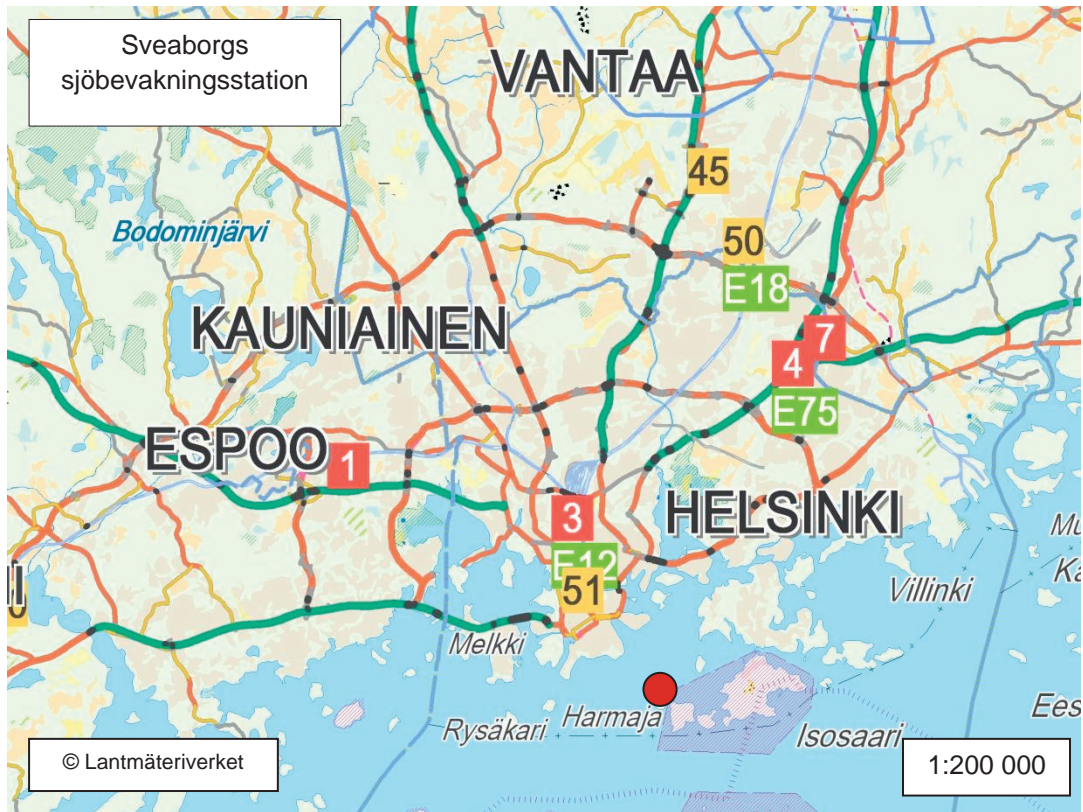 Sveaborgs
sjöbevakningsstation
VANTAA
45
Bodominjärvi
50
E18
KAUNIAINEN
7
4
E75
ESPOO
1
3
HELSINKI
E12
51
Villinki
Melkki
Harmaja
Rysäkari
Isosaari
© Lantmäteriverket
1:200 000